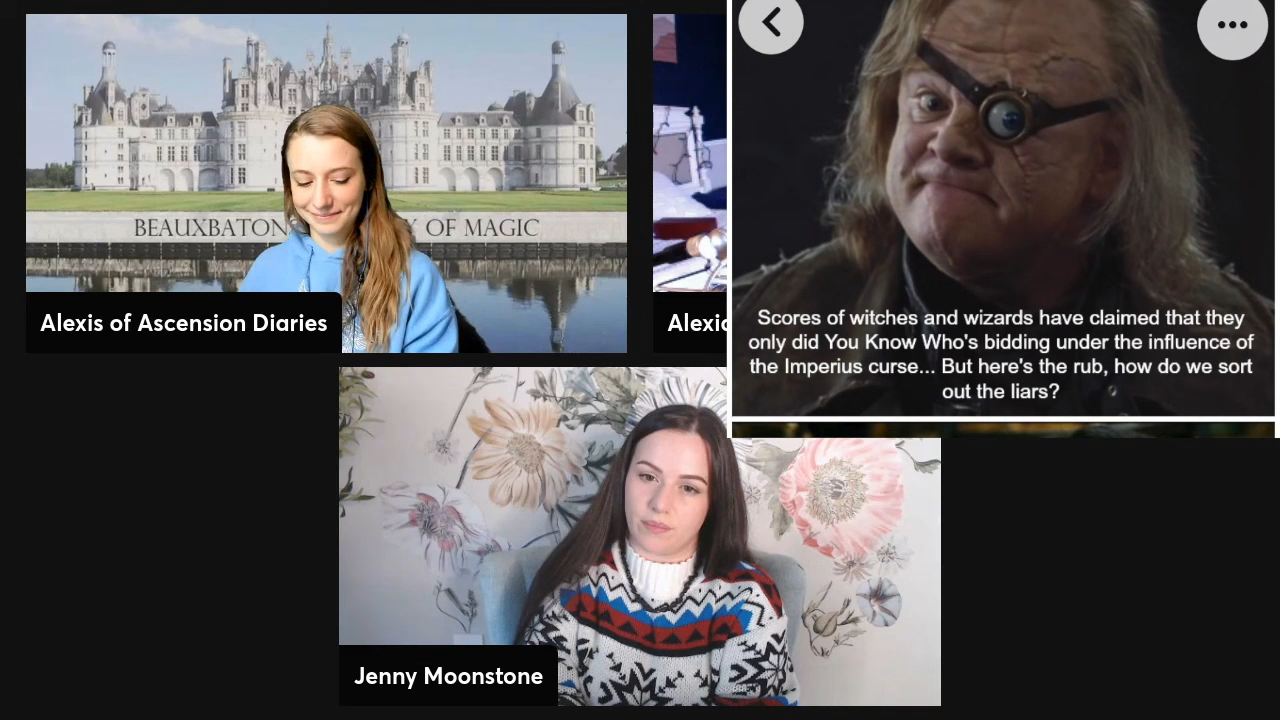 BEAUXBATON Y OF MAGIC
Alexis of Ascension Diaries
Alexic
Scores of witches and wizards have claimed that they
only did You Know Who's bidding under the influence of
the Imperius curse... But here's the rub, how do we sort
out the liars?
Jenny Moonstone